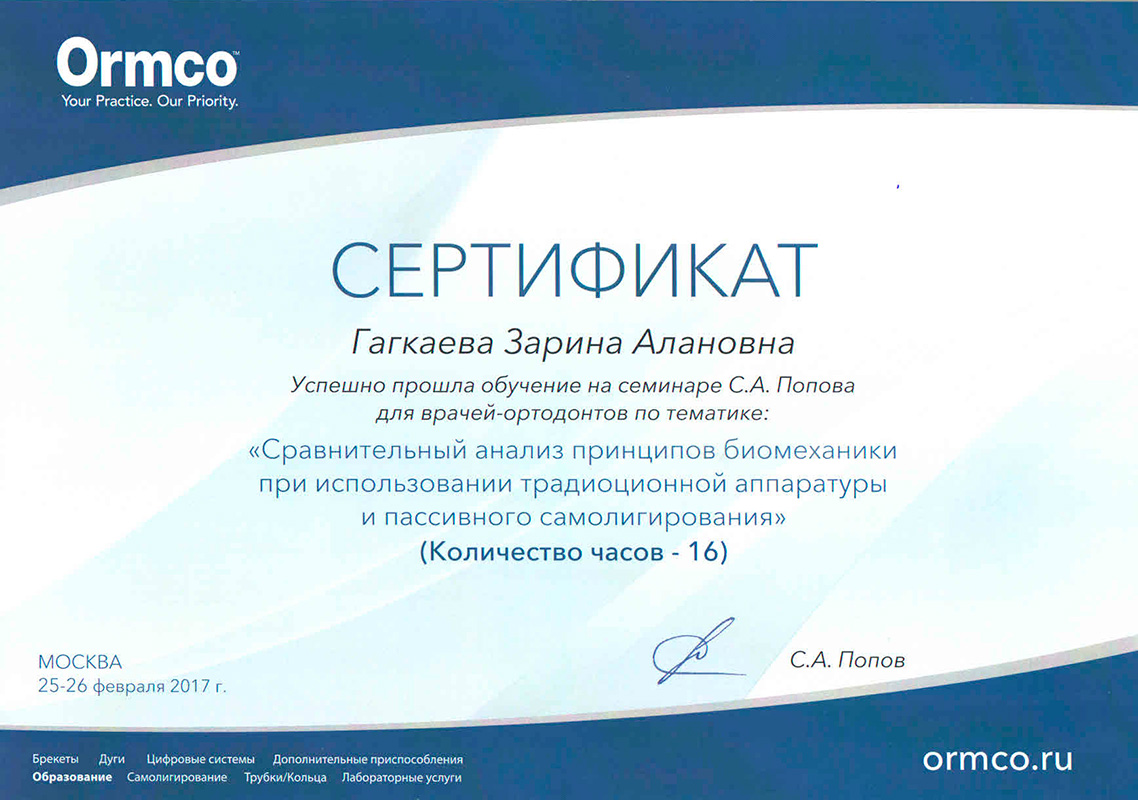 Ormco™
Your Practice. Our Priority.
СЕРТИФИКАТ
Гагкаева Зарина Алановна
Успешно прошла обучение на семинаре С.А. Попова
для врачей-ортодонтов по тематике:
«Сравнительный анализ принципов биомеханики
при использовании традиоционной аппаратуры
и пассивного самолигирования»
(Количество часов - 16)
С.А. Попов
МОСКВА
25-26 февраля 2017 г.
Брекеты Дуги Цифровые системы Дополнительные приспособления
Образование Самолигирование Трубки/Кольца Лабораторные услуги
ormco.ru